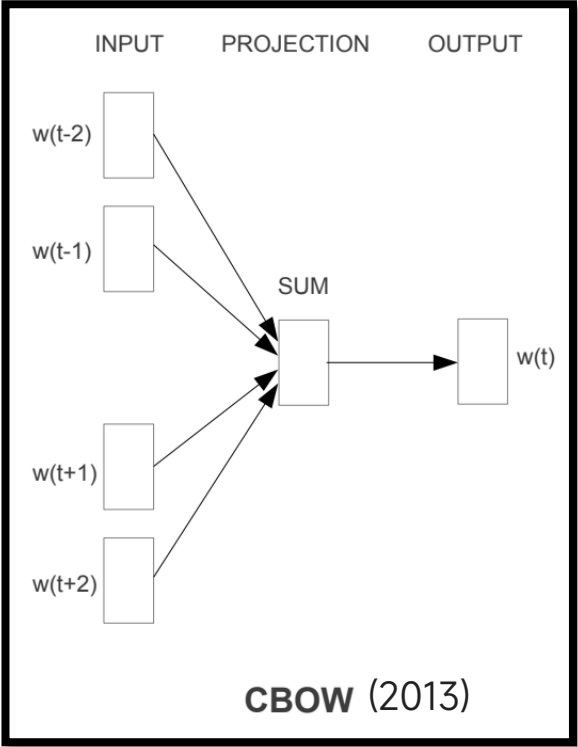 INPUT PROJECTION OUTPUT
w(t-2)
w(t-1)
SUM
w(t)
w(t+1)
w(t+2)
CBOW (2013)